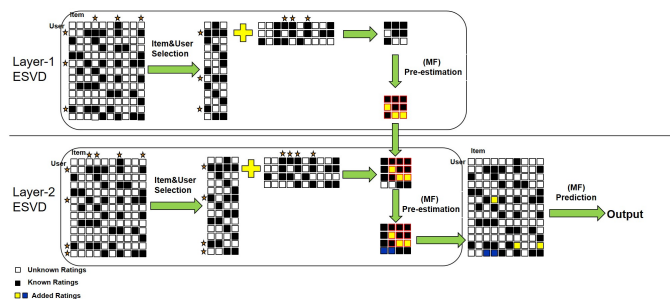 Item
User
Layer-1
ESVD
Item&User
Selection
(MF)
Pre-estimation
Item
User
Layer-2
ESVD
Item&User
Selection
(MF)
Pre-estimation
Item
User
(MF)
Prediction
Output
Unknown Ratings
Known Ratings
Added Ratings